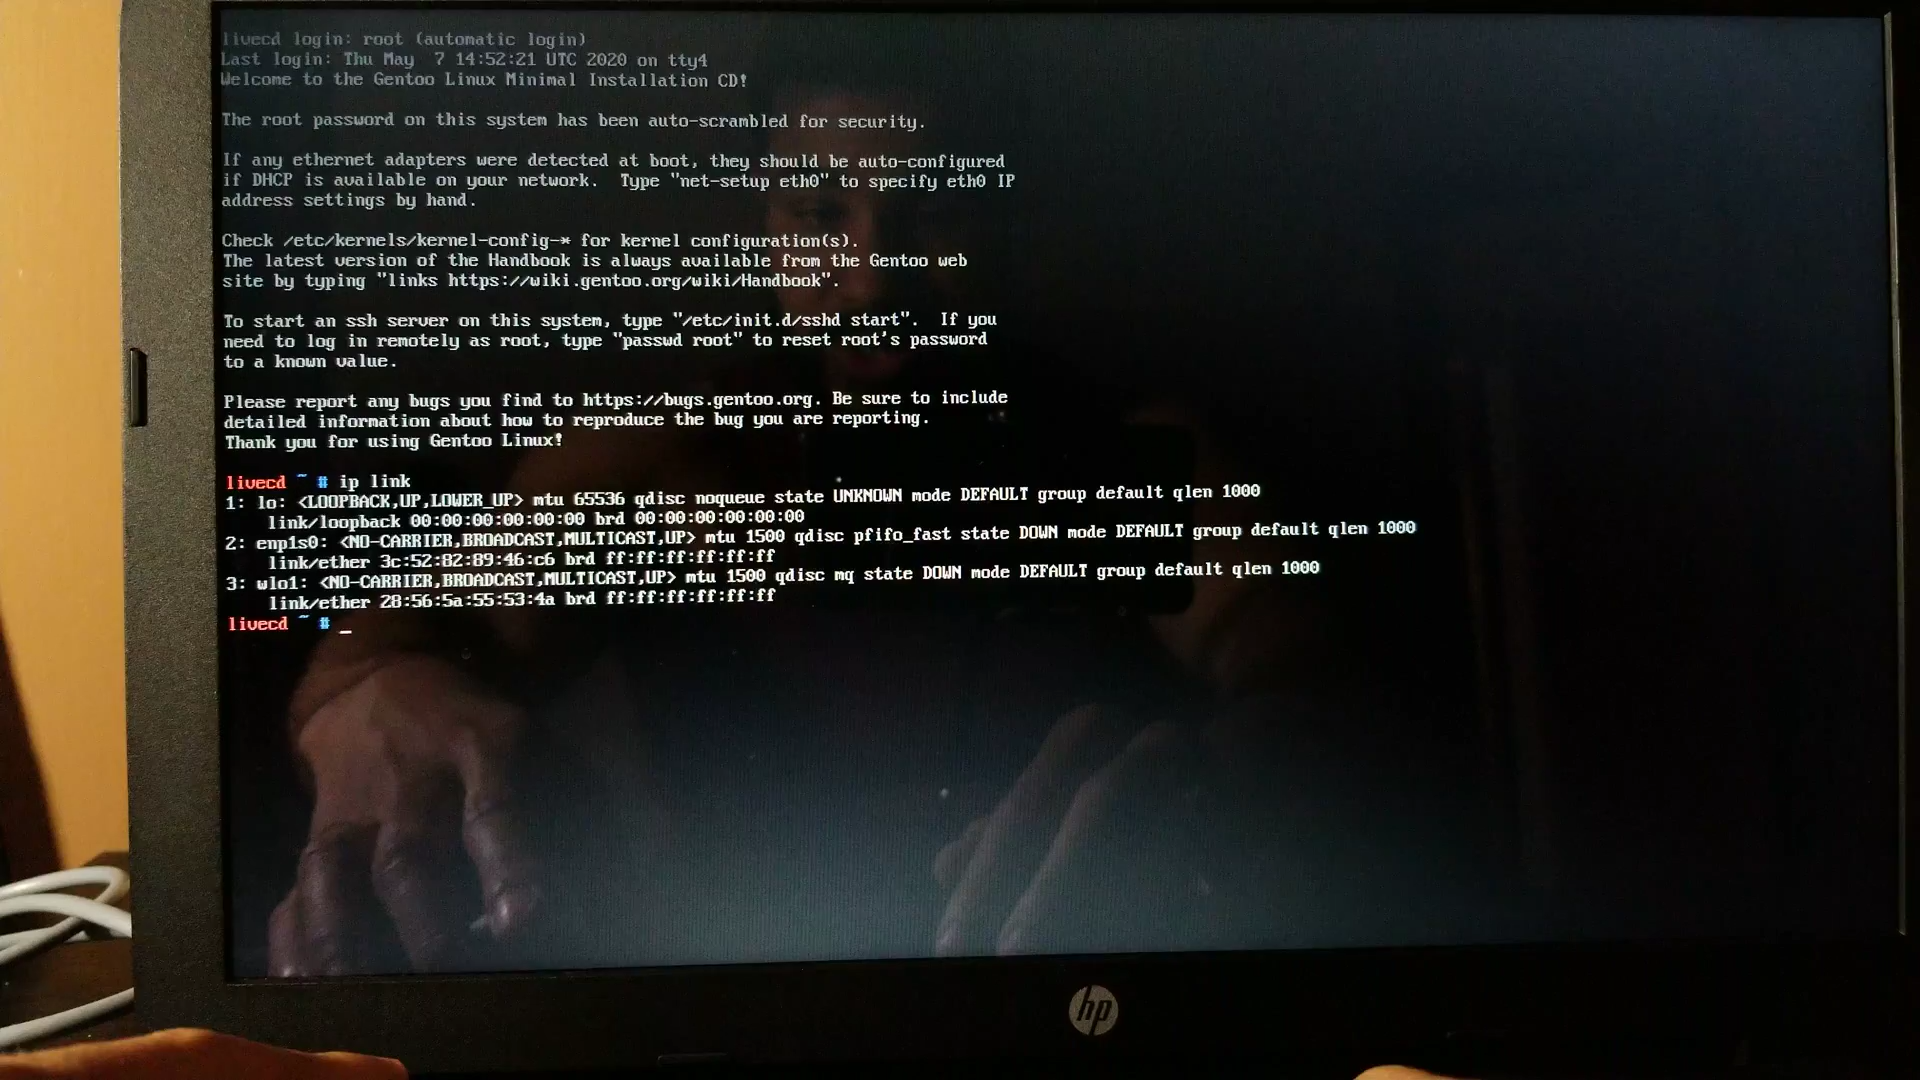 livecd login: root (automatic login)
Last login: Thu May  7 14:52:21 UTC 2020 on tty4
Welcome to the Gentoo Linux Minimal Installation CD!
The root password on this system has been auto-scrambled for security.
If any ethernet adapters were detected at boot, they should be auto-configured
if DHCP is available on your network.  Type "net-setup eth0" to specify eth0 IP
address settings by hand.
Check /etc/kernels/kernel-config-* for kernel configuration(s).
The latest version of the Handbook is always available from the Gentoo web
site by typing "links https://wiki.gentoo.org/wiki/Handbook".
To start an ssh server on this system, type "/etc/init.d/sshd start".  If you
need to log in remotely as root, type "passwd root" to reset root's password
to a known value.
Please report any bugs you find to https://bugs.gentoo.org. Be sure to include
detailed information about how to reproduce the bug you are reporting.
Thank you for using Gentoo Linux!
livecd ~ # ip link
1: lo: <LOOPBACK,UP,LOWER_UP> mtu 65536 qdisc noqueue state UNKNOWN mode DEFAULT group default qlen 1000
link/loopback 00:00:00:00:00:00 brd 00:00:00:00:00:00
2: enp1s0: <NO-CARRIER,BROADCAST,MULTICAST,UP> mtu 1500 qdisc pfifo_fast state DOWN mode DEFAULT group default qlen 1000
link/ether 3c:52:82:89:46:c6 brd ff:ff:ff:ff:ff:ff
3: wlo1: <NO-CARRIER,BROADCAST,MULTICAST,UP> mtu 1500 qdisc mq state DOWN mode DEFAULT group default qlen 1000
link/ether 28:56:5a:55:53:4a brd ff:ff:ff:ff:ff:ff
livecd ~ # _
hp